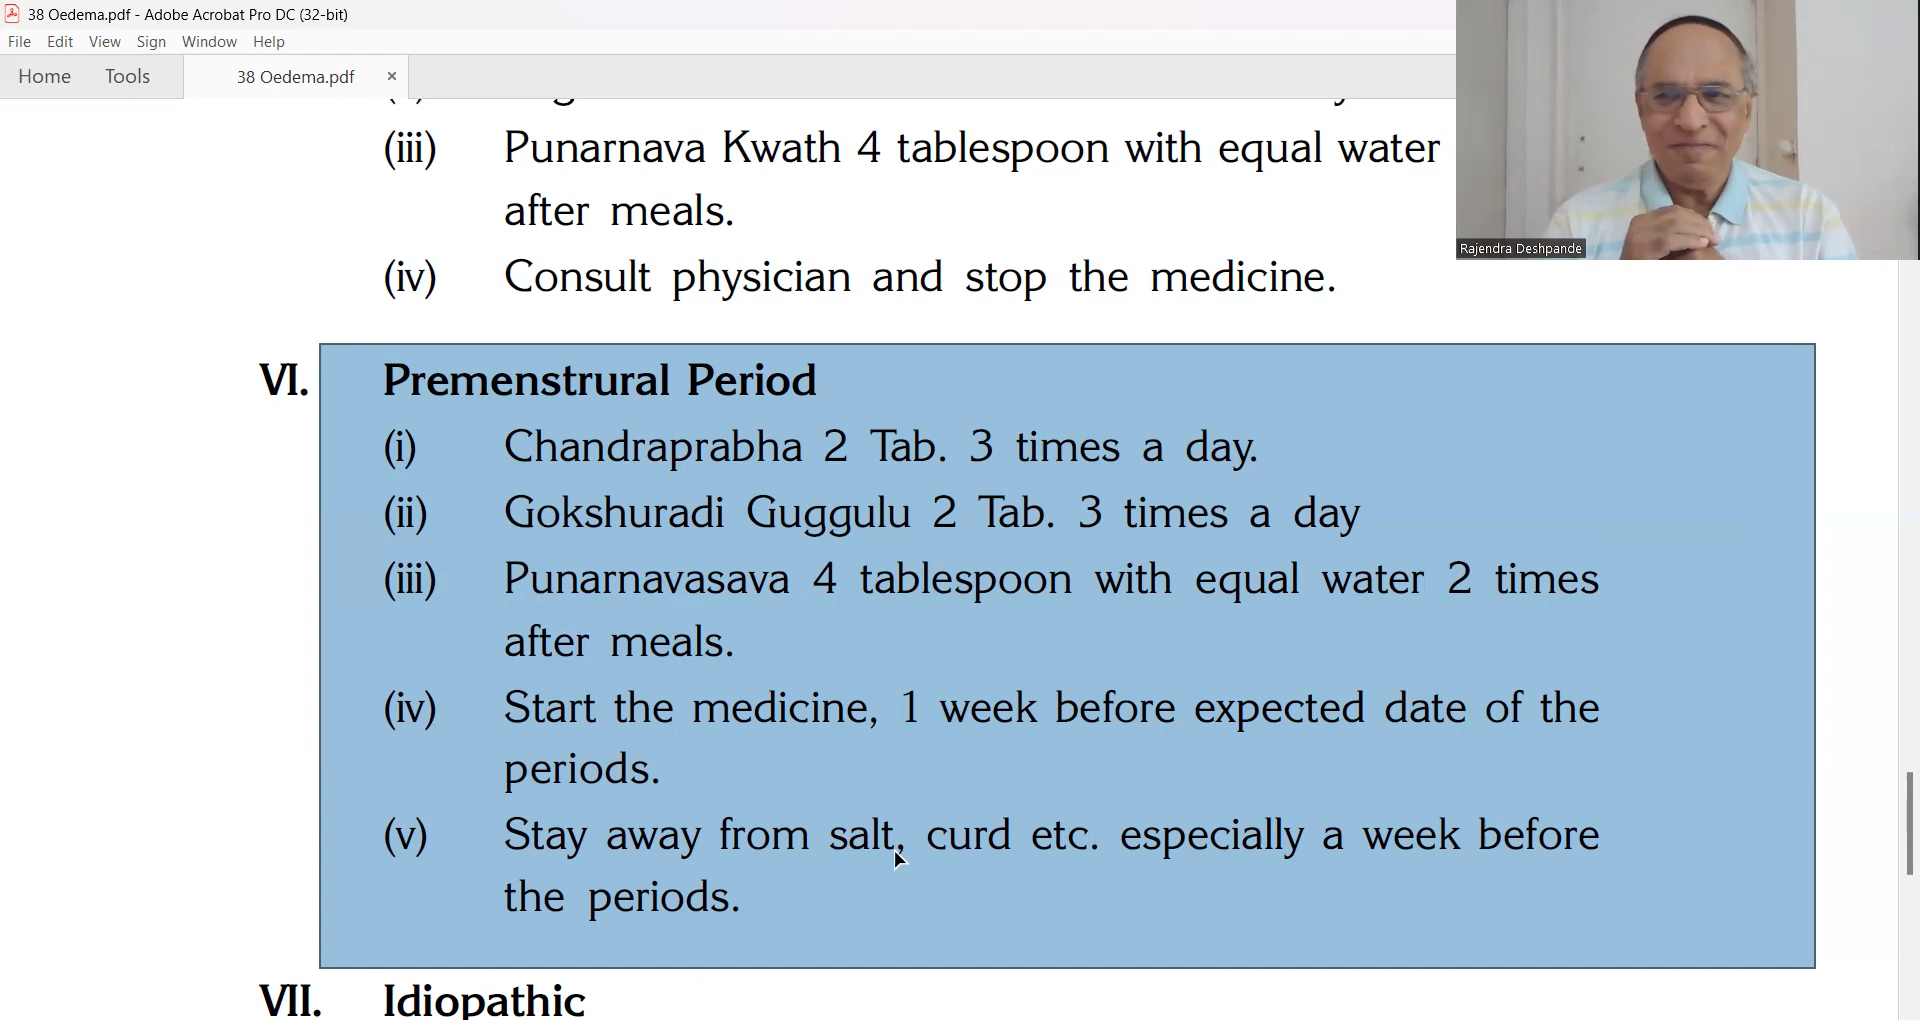 38 Oedema.pdf - Adobe Acrobat Pro DC (32-bit)
File Edit View Sign Window Help
Home Tools 38 Oedema.pdf ×
(iii) Punarnava Kwath 4 tablespoon with equal water
after meals.
Rajendra Deshpande
(iv) Consult physician and stop the medicine.
VI. Premenstrural Period
(i) Chandraprabha 2 Tab. 3 times a day.
(ii) Gokshuradi Guggulu 2 Tab. 3 times a day
(iii) Punarnavasava 4 tablespoon with equal water 2 times
after meals.
(iv) Start the medicine, 1 week before expected date of the
periods.
(v) Stay away from salt, curd etc. especially a week before
the periods.
VII. Idiopathic